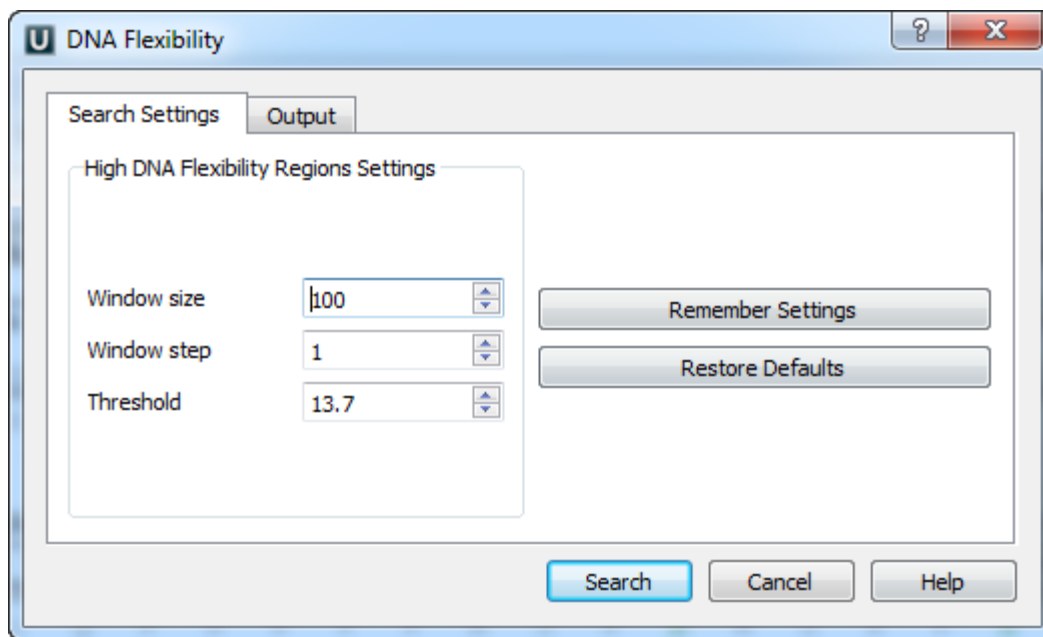 U DNA Flexibility
Search Settings Output
High DNA Flexibility Regions Settings
Window size 100
Remember Settings
Window step 1
Restore Defaults
Threshold 13.7
Search Cancel Help